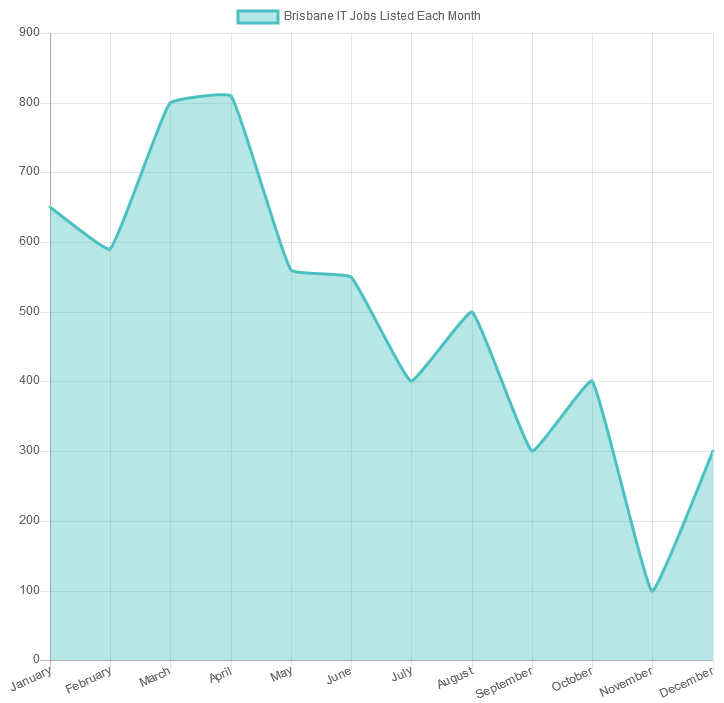 Brisbane IT Jobs Listed Each Month
900
800
700
600
500
400
300
200
100
0
January
February
March
April
May
June
July
August
September
October
November
December